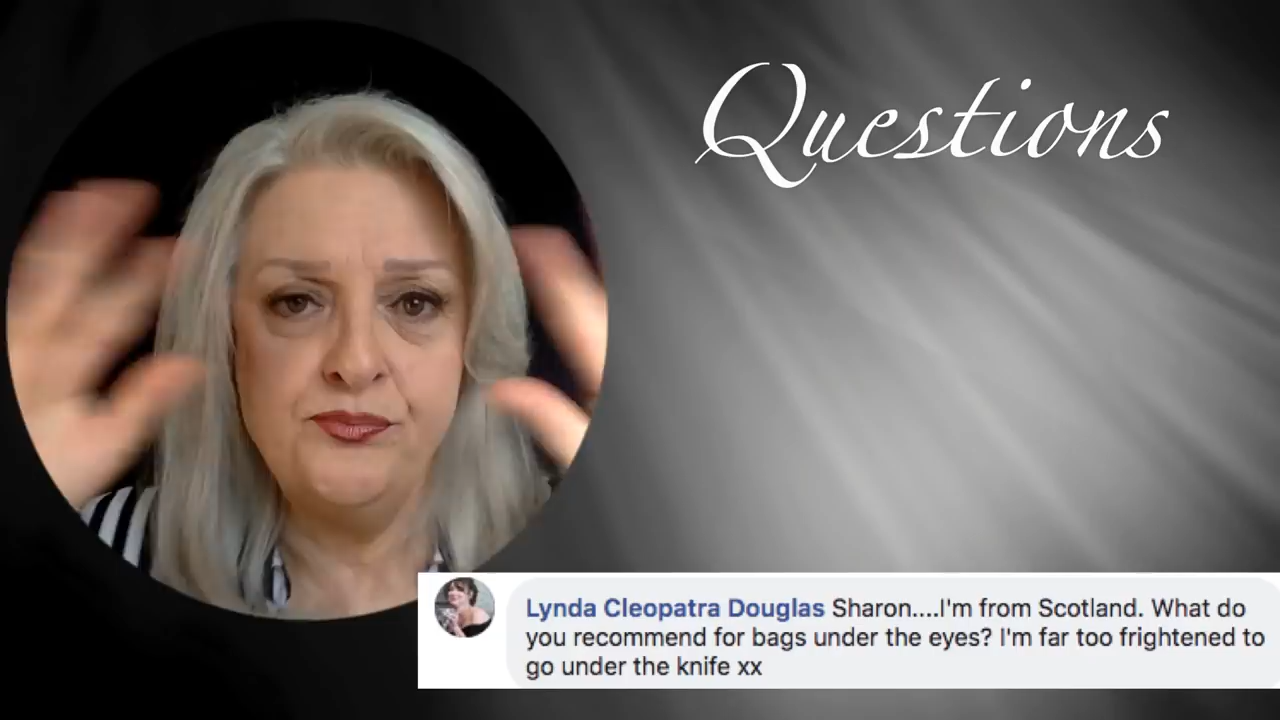 Questions
Lynda Cleopatra Douglas Sharon....I'm from Scotland. What do
you recommend for bags under the eyes? I'm far too frightened to
go under the knife xx